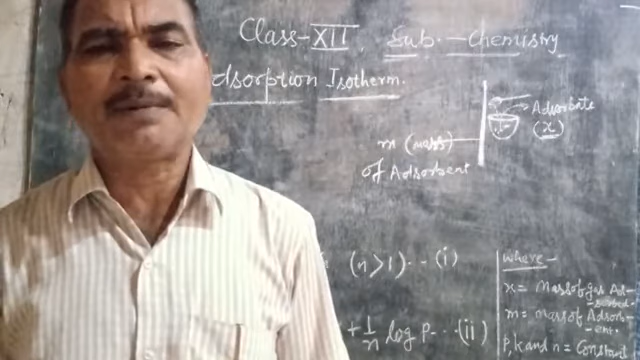 Class-XII, Sub.-Chemistry
dsorption Isotherm.
Adsorbate
(x)
m (mass)
of Adsorbent
(n>1)--(i)
+ 1/n log P---(ii)
where-
x= Mass of gas Ad-
-sorbed.
m= mass of Adsorb-
-ent.
P, k and n = Constant